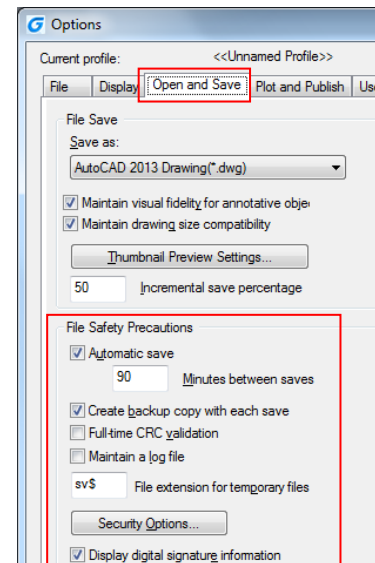 Options
Current profile: <<Unnamed Profile>>
File Display Open and Save Plot and Publish
File Save
Save as:
AutoCAD 2013 Drawing(*.dwg)
Maintain visual fidelity for annotative obje
Maintain drawing size compatibility
Thumbnail Preview Settings...
50 Incremental save percentage
File Safety Precautions
Automatic save
90 Minutes between saves
Create backup copy with each save
Full-time CRC validation
Maintain a log file
sv$ File extension for temporary files
Security Options...
Display digital signature information